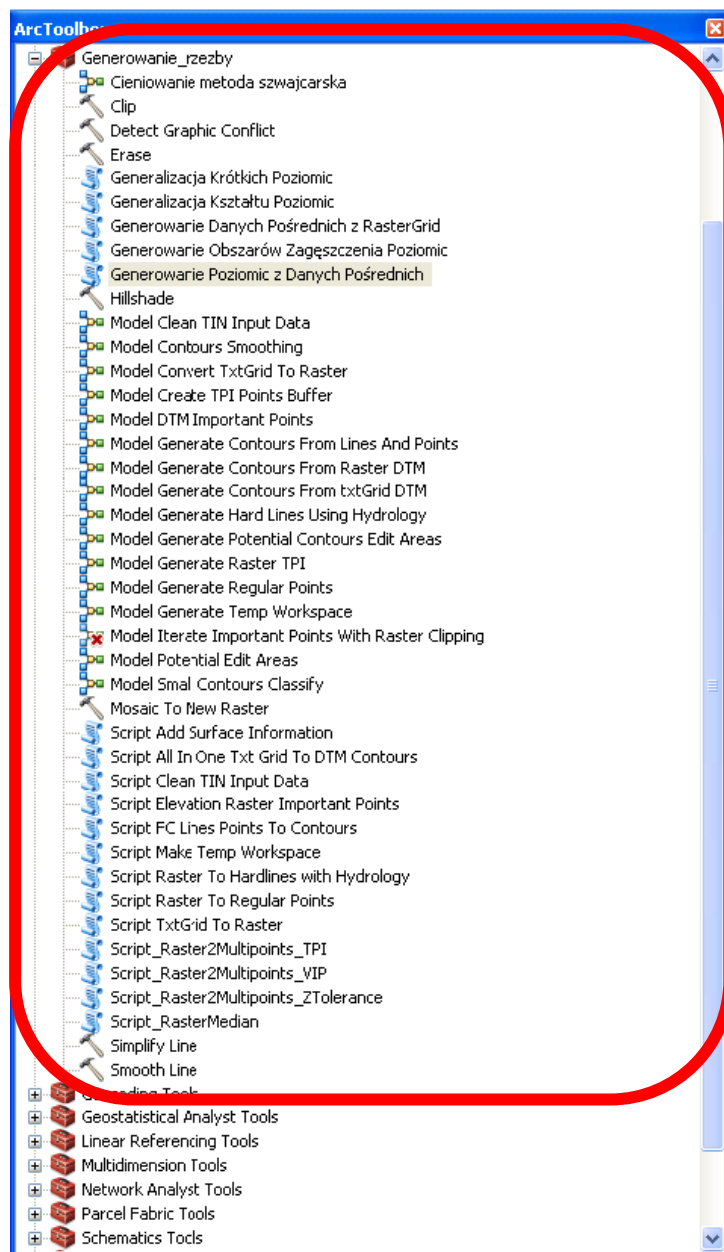 ArcToolbox
Generowanie_rzezby
Cieniowanie metoda szwajcarska
Clip
Detect Graphic Conflict
Erase
Generalizacja Krótkich Poziomic
Generalizacja Kształtu Poziomic
Generowanie Danych Pośrednich z RasterGrid
Generowanie Obszarów Zagęszczenia Poziomic
Generowanie Poziomic z Danych Pośrednich
Hillshade
Model Clean TIN Input Data
Model Contours Smoothing
Model Convert TxtGrid To Raster
Model Create TPI Points Buffer
Model DTM Important Points
Model Generate Contours From Lines And Points
Model Generate Contours From Raster DTM
Model Generate Contours From txtGrid DTM
Model Generate Hard Lines Using Hydrology
Model Generate Potential Contours Edit Areas
Model Generate Raster TPI
Model Generate Regular Points
Model Generate Temp Workspace
Model Iterate Important Points With Raster Clipping
Model Potential Edit Areas
Model Smal Contours Classify
Mosaic To New Raster
Script Add Surface Information
Script All In One Txt Grid To DTM Contours
Script Clean TIN Input Data
Script Elevation Raster Important Points
Script FC Lines Points To Contours
Script Make Temp Workspace
Script Raster To Hardlines with Hydrology
Script Raster To Regular Points
Script TxtGrid To Raster
Script_Raster2Multipoints_TPI
Script_Raster2Multipoints_VIP
Script_Raster2Multipoints_ZTolerance
Script_RasterMedian
Simplify Line
Smooth Line
Geocoding Tools
Geostatistical Analyst Tools
Linear Referencing Tools
Multidimension Tools
Network Analyst Tools
Parcel Fabric Tools
Schematics Tools